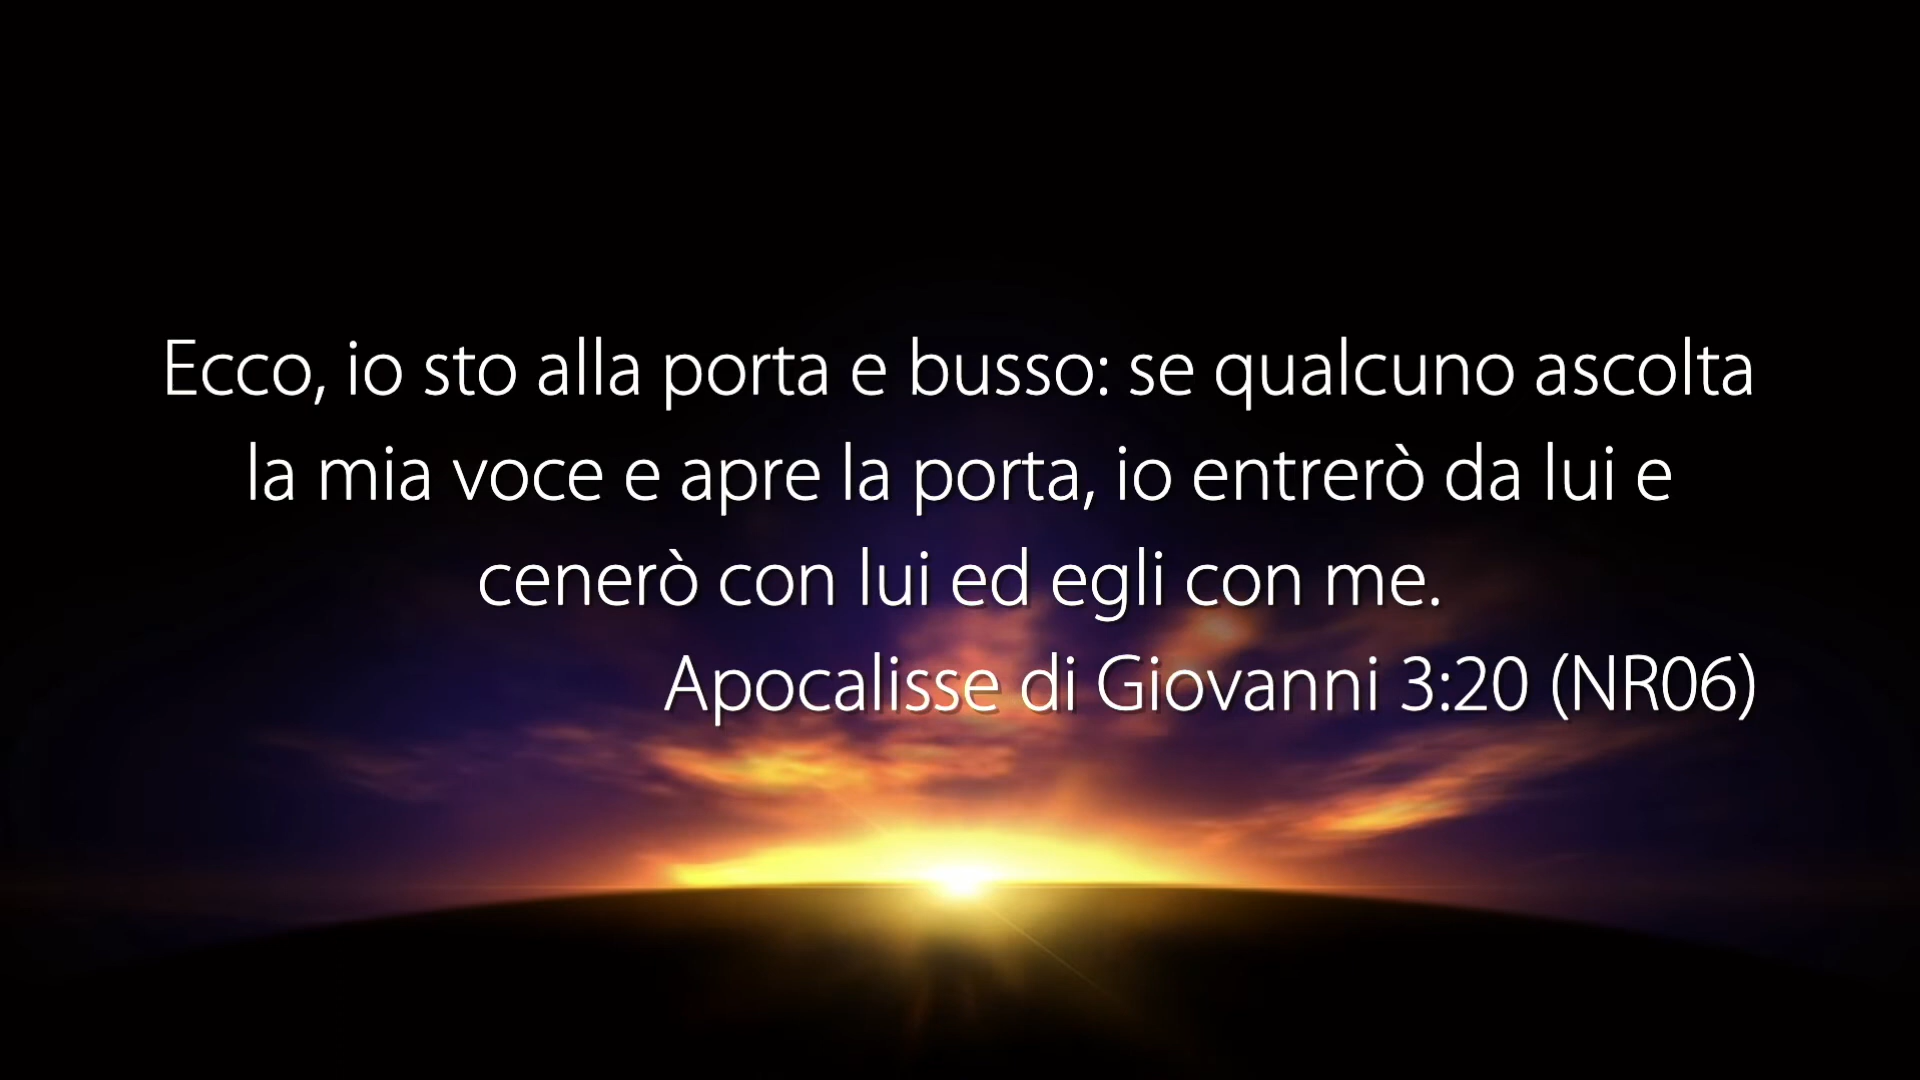 Ecco, io sto alla porta e busso: se qualcuno ascolta
la mia voce e apre la porta, io entrerò da lui e
cenerò con lui ed egli con me.
Apocalisse di Giovanni 3:20 (NR06)